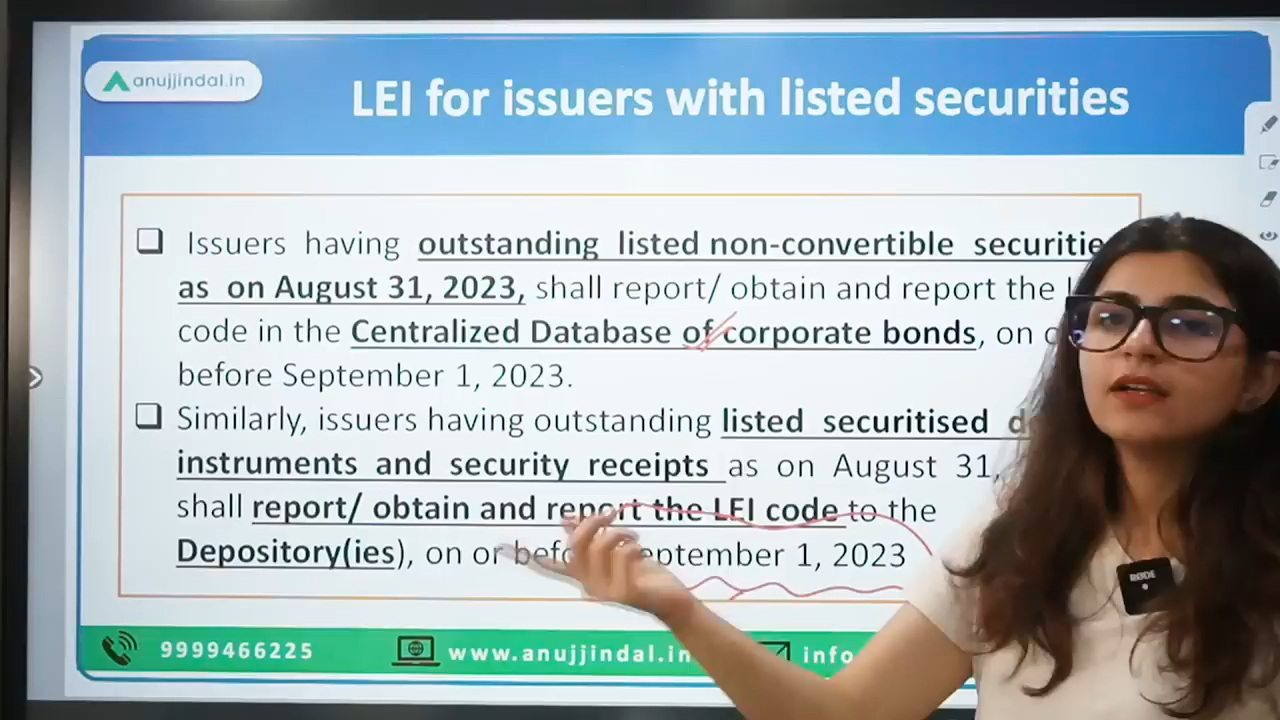 anujjindal.in
LEI for issuers with listed securities
Issuers having outstanding listed non-convertible
as on August 31, 2023, shall report/ obtain and report the
code in the Centralized Database of corporate bonds, on
before September 1, 2023.
Similarly, issuers having outstanding listed securitised
instruments and security receipts as on August 31,
shall report/ obtain and report the LEI code to the
Depository(ies), on or 1, 2023
9999466225
www.anujjindal.in
RØDE